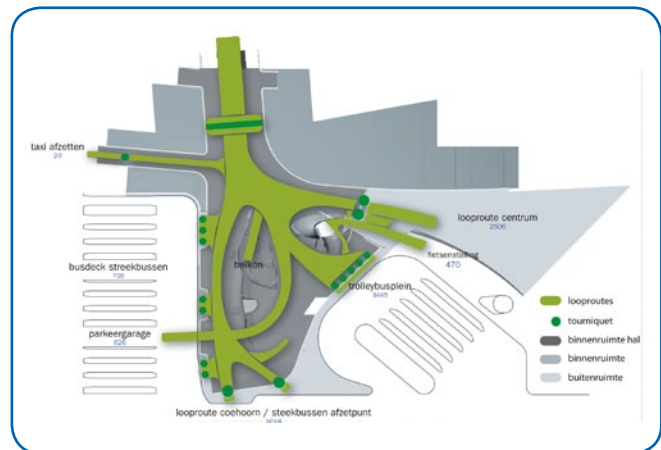 taxi afzetten
20
looproute centrum
2506
balkon
fietsenstalling
470
busdeck streekbussen
705
trolleybusplein
3445
looproutes
tourniquet
parkeergarage
626
binnenruimte hal
binnenruimte
buitenruimte
looproute coehoorn / steekbussen afzetpunt